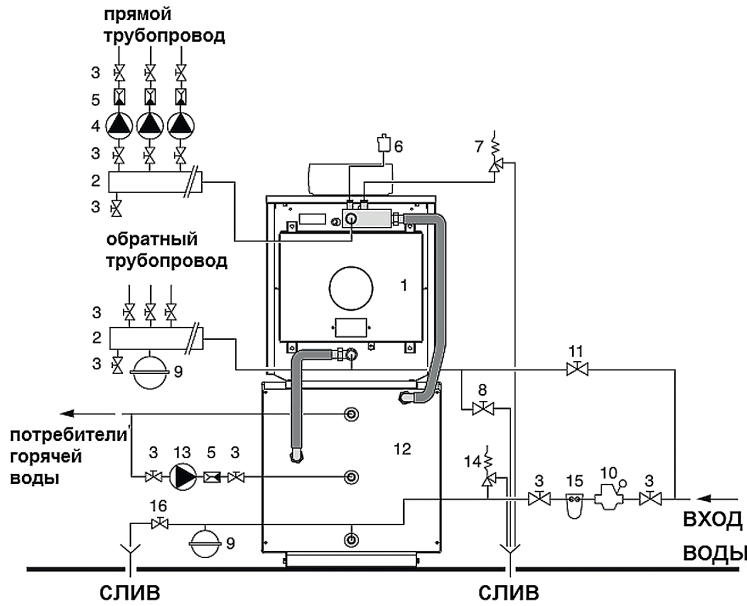 прямой
трубопровод
3
5
4
3
2
3
6
7
обратный
трубопровод
1
3
2
3
9
11
8
потребители
горячей
воды
12
3 13 5 3
14
10
3 15 3
16
9
ВХОД
ВОДЫ
СЛИВ
СЛИВ